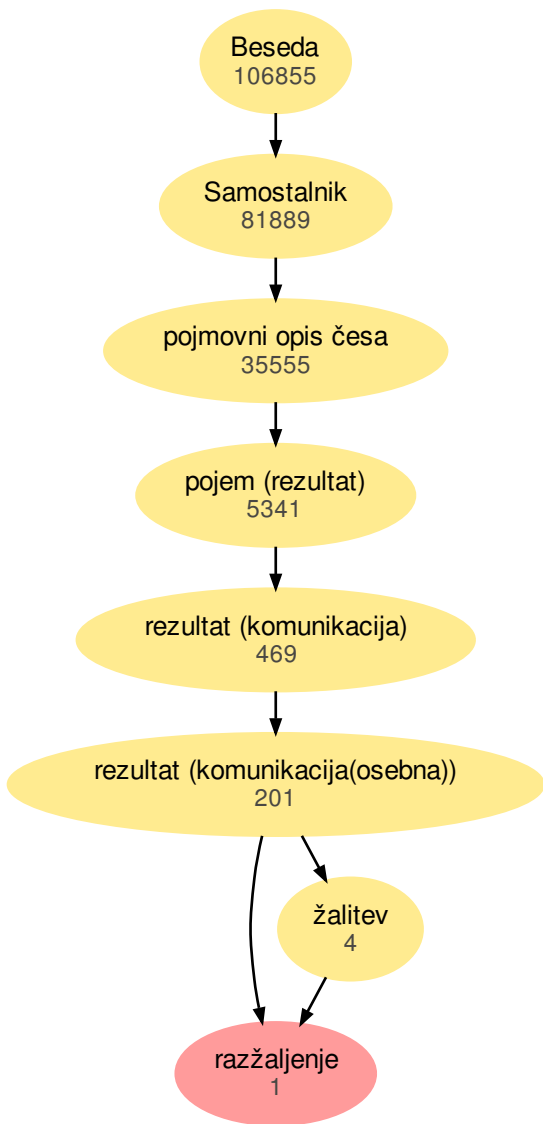 Beseda
106855
Samostalnik
81889
pojmovni opis česa
35555
pojem (rezultat)
5341
rezultat (komunikacija)
469
rezultat (komunikacija(osebna))
201
žalitev
4
razžaljenje
1